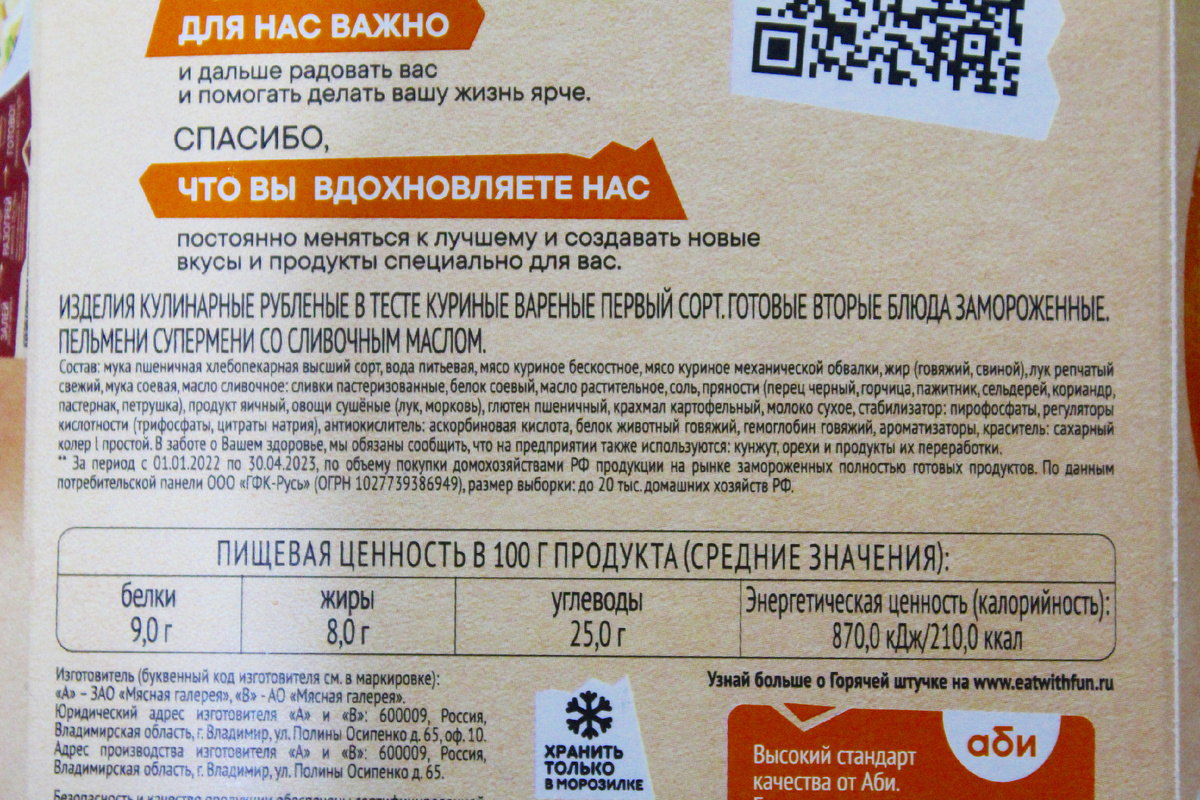 ДЛЯ НАС ВАЖНО
и дальше радовать вас
и помогать делать вашу жизнь ярче.
СПАСИБО,
ЧТО ВЫ ВДОХНОВЛЯЕТЕ НАС
постоянно меняться к лучшему и создавать новые
вкусы и продукты специально для вас.
ГОТОВО!
РАЗОГРЕЙ
ЗАЛЕЙ
ИЗДЕЛИЯ КУЛИНАРНЫЕ РУБЛЕНЫЕ В ТЕСТЕ КУРИНЫЕ ВАРЕНЫЕ ПЕРВЫЙ СОРТ. ГОТОВЫЕ ВТОРЫЕ БЛЮДА ЗАМОРОЖЕННЫЕ.
ПЕЛЬМЕНИ СУПЕРМЕНИ СО СЛИВОЧНЫМ МАСЛОМ.
Состав: мука пшеничная хлебопекарная высший сорт, вода питьевая, мясо куриное бескостное, мясо куриное механической обвалки, жир (говяжий, свиной), лук репчатый
свежий, мука соевая, масло сливочное: сливки пастеризованные, белок соевый, масло растительное, соль, пряности (перец черный, горчица, пажитник, сельдерей, кориандр,
пастернак, петрушка), продукт яичный, овощи сушёные (лук, морковь), глютен пшеничный, крахмал картофельный, молоко сухое, стабилизатор: пирофосфаты, регуляторы
кислотности (трифосфаты, цитраты натрия), антиокислитель: аскорбиновая кислота, белок животный говяжий, гемоглобин говяжий, ароматизаторы, краситель: сахарный
колер I простой. В заботе о Вашем здоровье, мы обязаны сообщить, что на предприятии также используются: кунжут, орехи и продукты их переработки.
** За период с 01.01.2022 по 30.04.2023, по объему покупки домохозяйствами РФ продукции на рынке замороженных полностью готовых продуктов. По данным
потребительской панели ООО «ГФК-Русь» (ОГРН 1027739386949), размер выборки: до 20 тыс. домашних хозяйств РФ.
ПИЩЕВАЯ ЦЕННОСТЬ В 100 Г ПРОДУКТА (СРЕДНИЕ ЗНАЧЕНИЯ):
белки жиры углеводы Энергетическая ценность (калорийность):
9,0 г 8,0 г 25,0 г 870,0 кДж/210,0 ккал
Изготовитель (буквенный код изготовителя см. в маркировке):
«А» – ЗАО «Мясная галерея», «В» - АО «Мясная галерея».
Юридический адрес изготовителя «А» и «В»: 600009, Россия,
Владимирская область, г. Владимир, ул. Полины Осипенко д. 65, оф. 10.
Адрес производства изготовителя «А» и «В»: 600009, Россия,
Владимирская область, г. Владимир, ул. Полины Осипенко д. 65.
ХРАНИТЬ
ТОЛЬКО
В МОРОЗИЛКЕ
Узнай больше о Горячей штучке на www.eatwithfun.ru
аби
Высокий стандарт
качества от Аби.